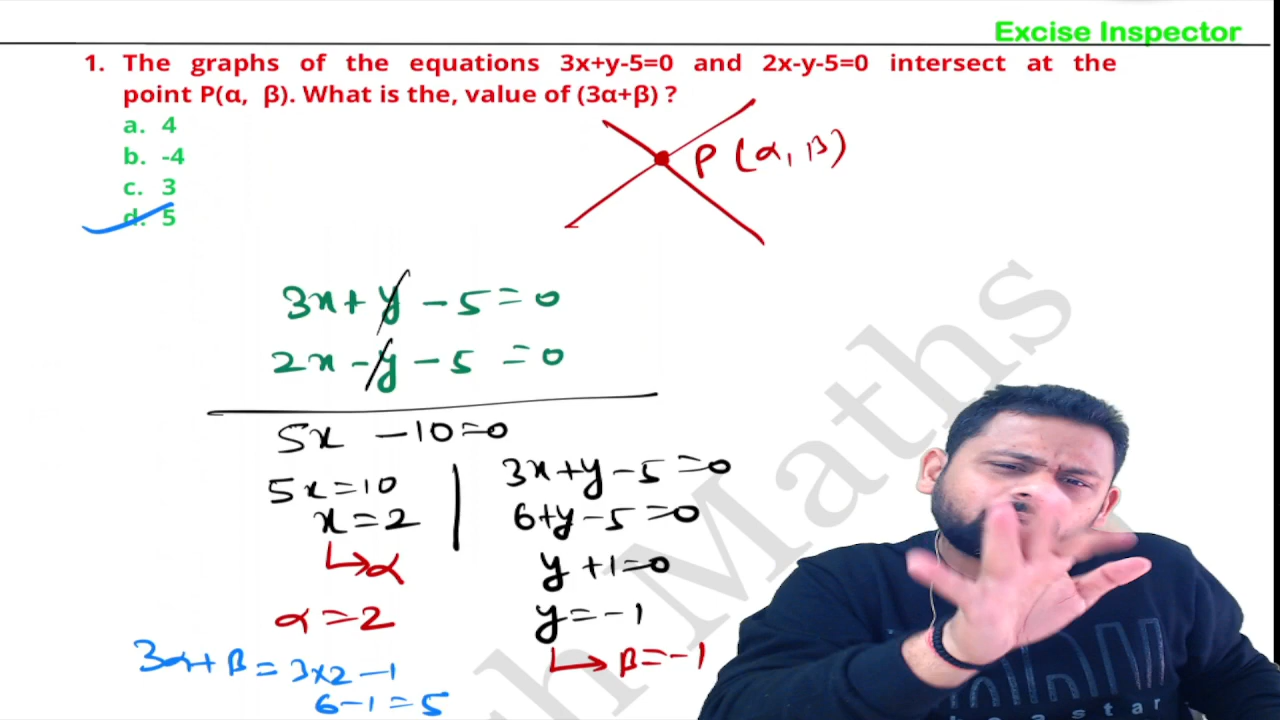 Excise Inspector
1. The graphs of the equations 3x+y-5=0 and 2x-y-5=0 intersect at the
point P(α, β). What is the, value of (3α+β) ?
a. 4
b. -4
c. 3
d. 5
P (α, β)
3x + y - 5 = 0
2x - y - 5 = 0
5x - 10 = 0
5x = 10
x = 2
α
α = 2
3x + y - 5 = 0
6 + y - 5 = 0
y + 1 = 0
y = -1
β = -1
3α + β = 3×2 - 1
6 - 1 = 5
Maths